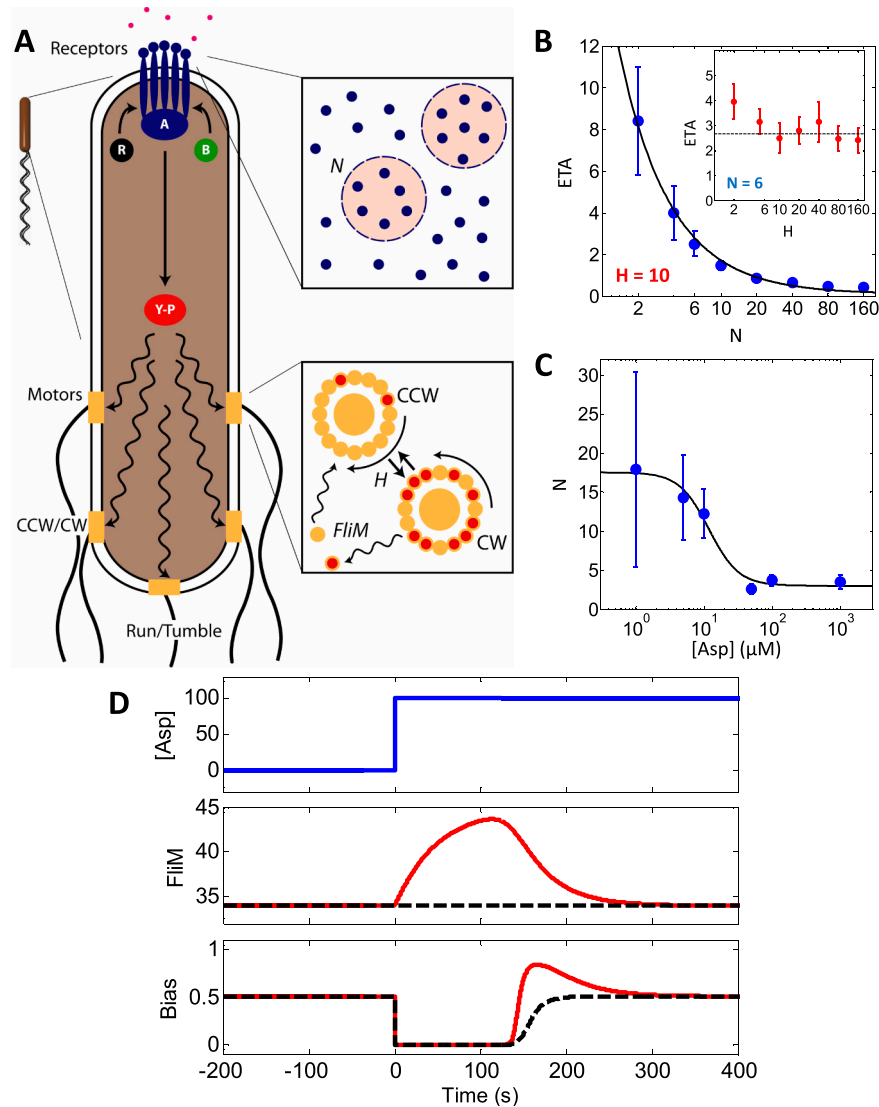 A
Receptors
A
R
B
Y-P
Motors
CCW/CW
Run/Tumble
N
CCW
H
FliM
CW
B
12
10
8
6
4
2
0
ETA
2
6
10
20
40
80
160
N
H = 10
5
4
3
2
1
0
ETA
2
6
10
20
40
80
160
H
N = 6
C
30
25
20
15
10
5
0
N
10⁰
10¹
10²
10³
[Asp] (µM)
D
100
50
0
[Asp]
45
40
35
FliM
1
0.5
0
Bias
-200
-100
0
100
200
300
400
Time (s)